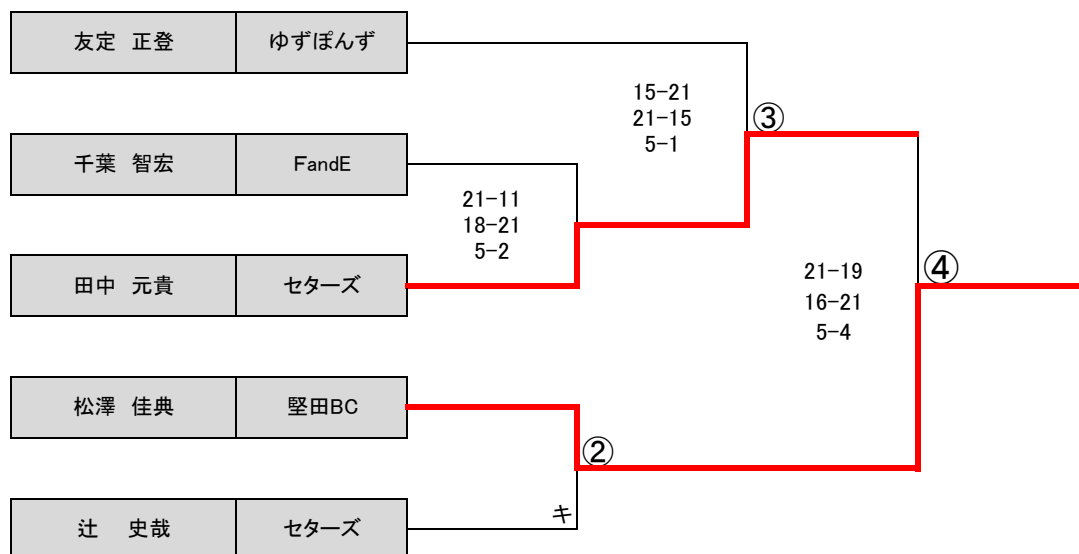 友定　正登 ゆずぽんず
15-21
21-15
5-1
③
千葉　智宏 FandE
21-11
18-21
5-2
田中　元貴 セターズ
21-19
16-21
5-4
④
松澤　佳典 堅田BC
②
辻　　史哉 セターズ
キ